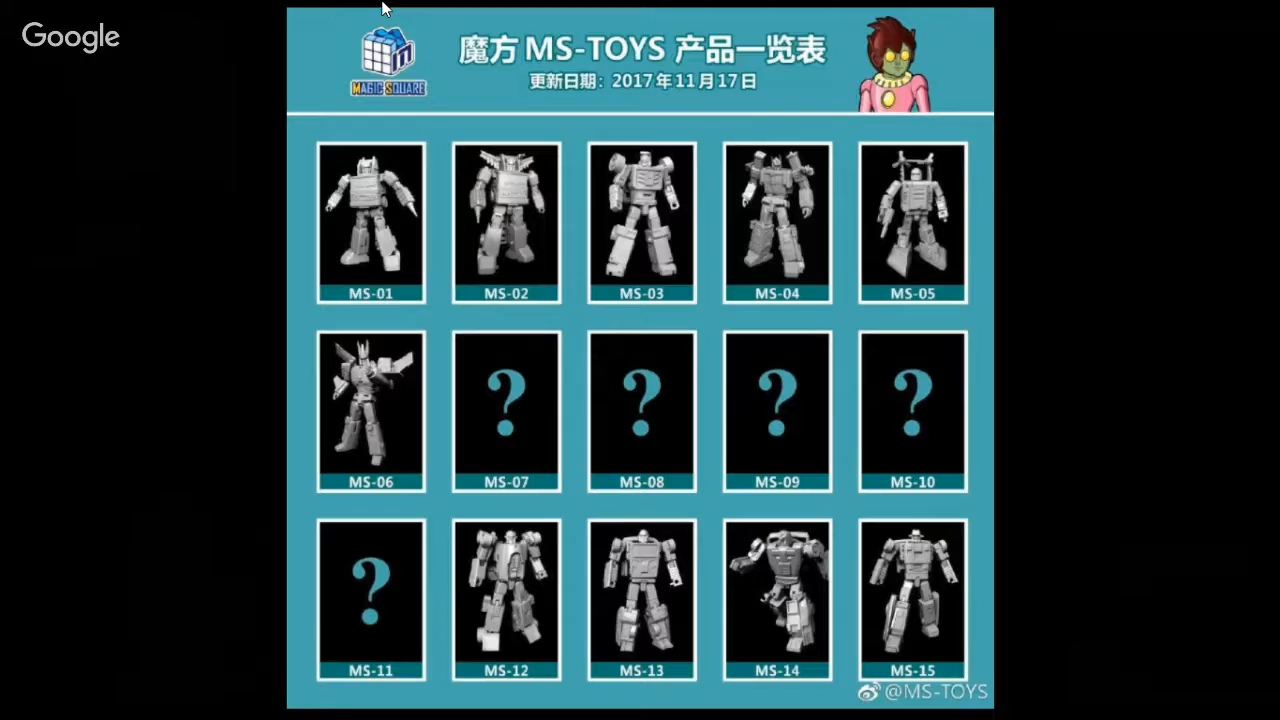 Google
魔方 MS-TOYS 产品一览表
更新日期：2017年11月17日
MAGIC SQUARE
MS-01
MS-02
MS-03
MS-04
MS-05
MS-06
?
MS-07
?
MS-08
?
MS-09
?
MS-10
?
MS-11
MS-12
MS-13
MS-14
MS-15
@MS-TOYS